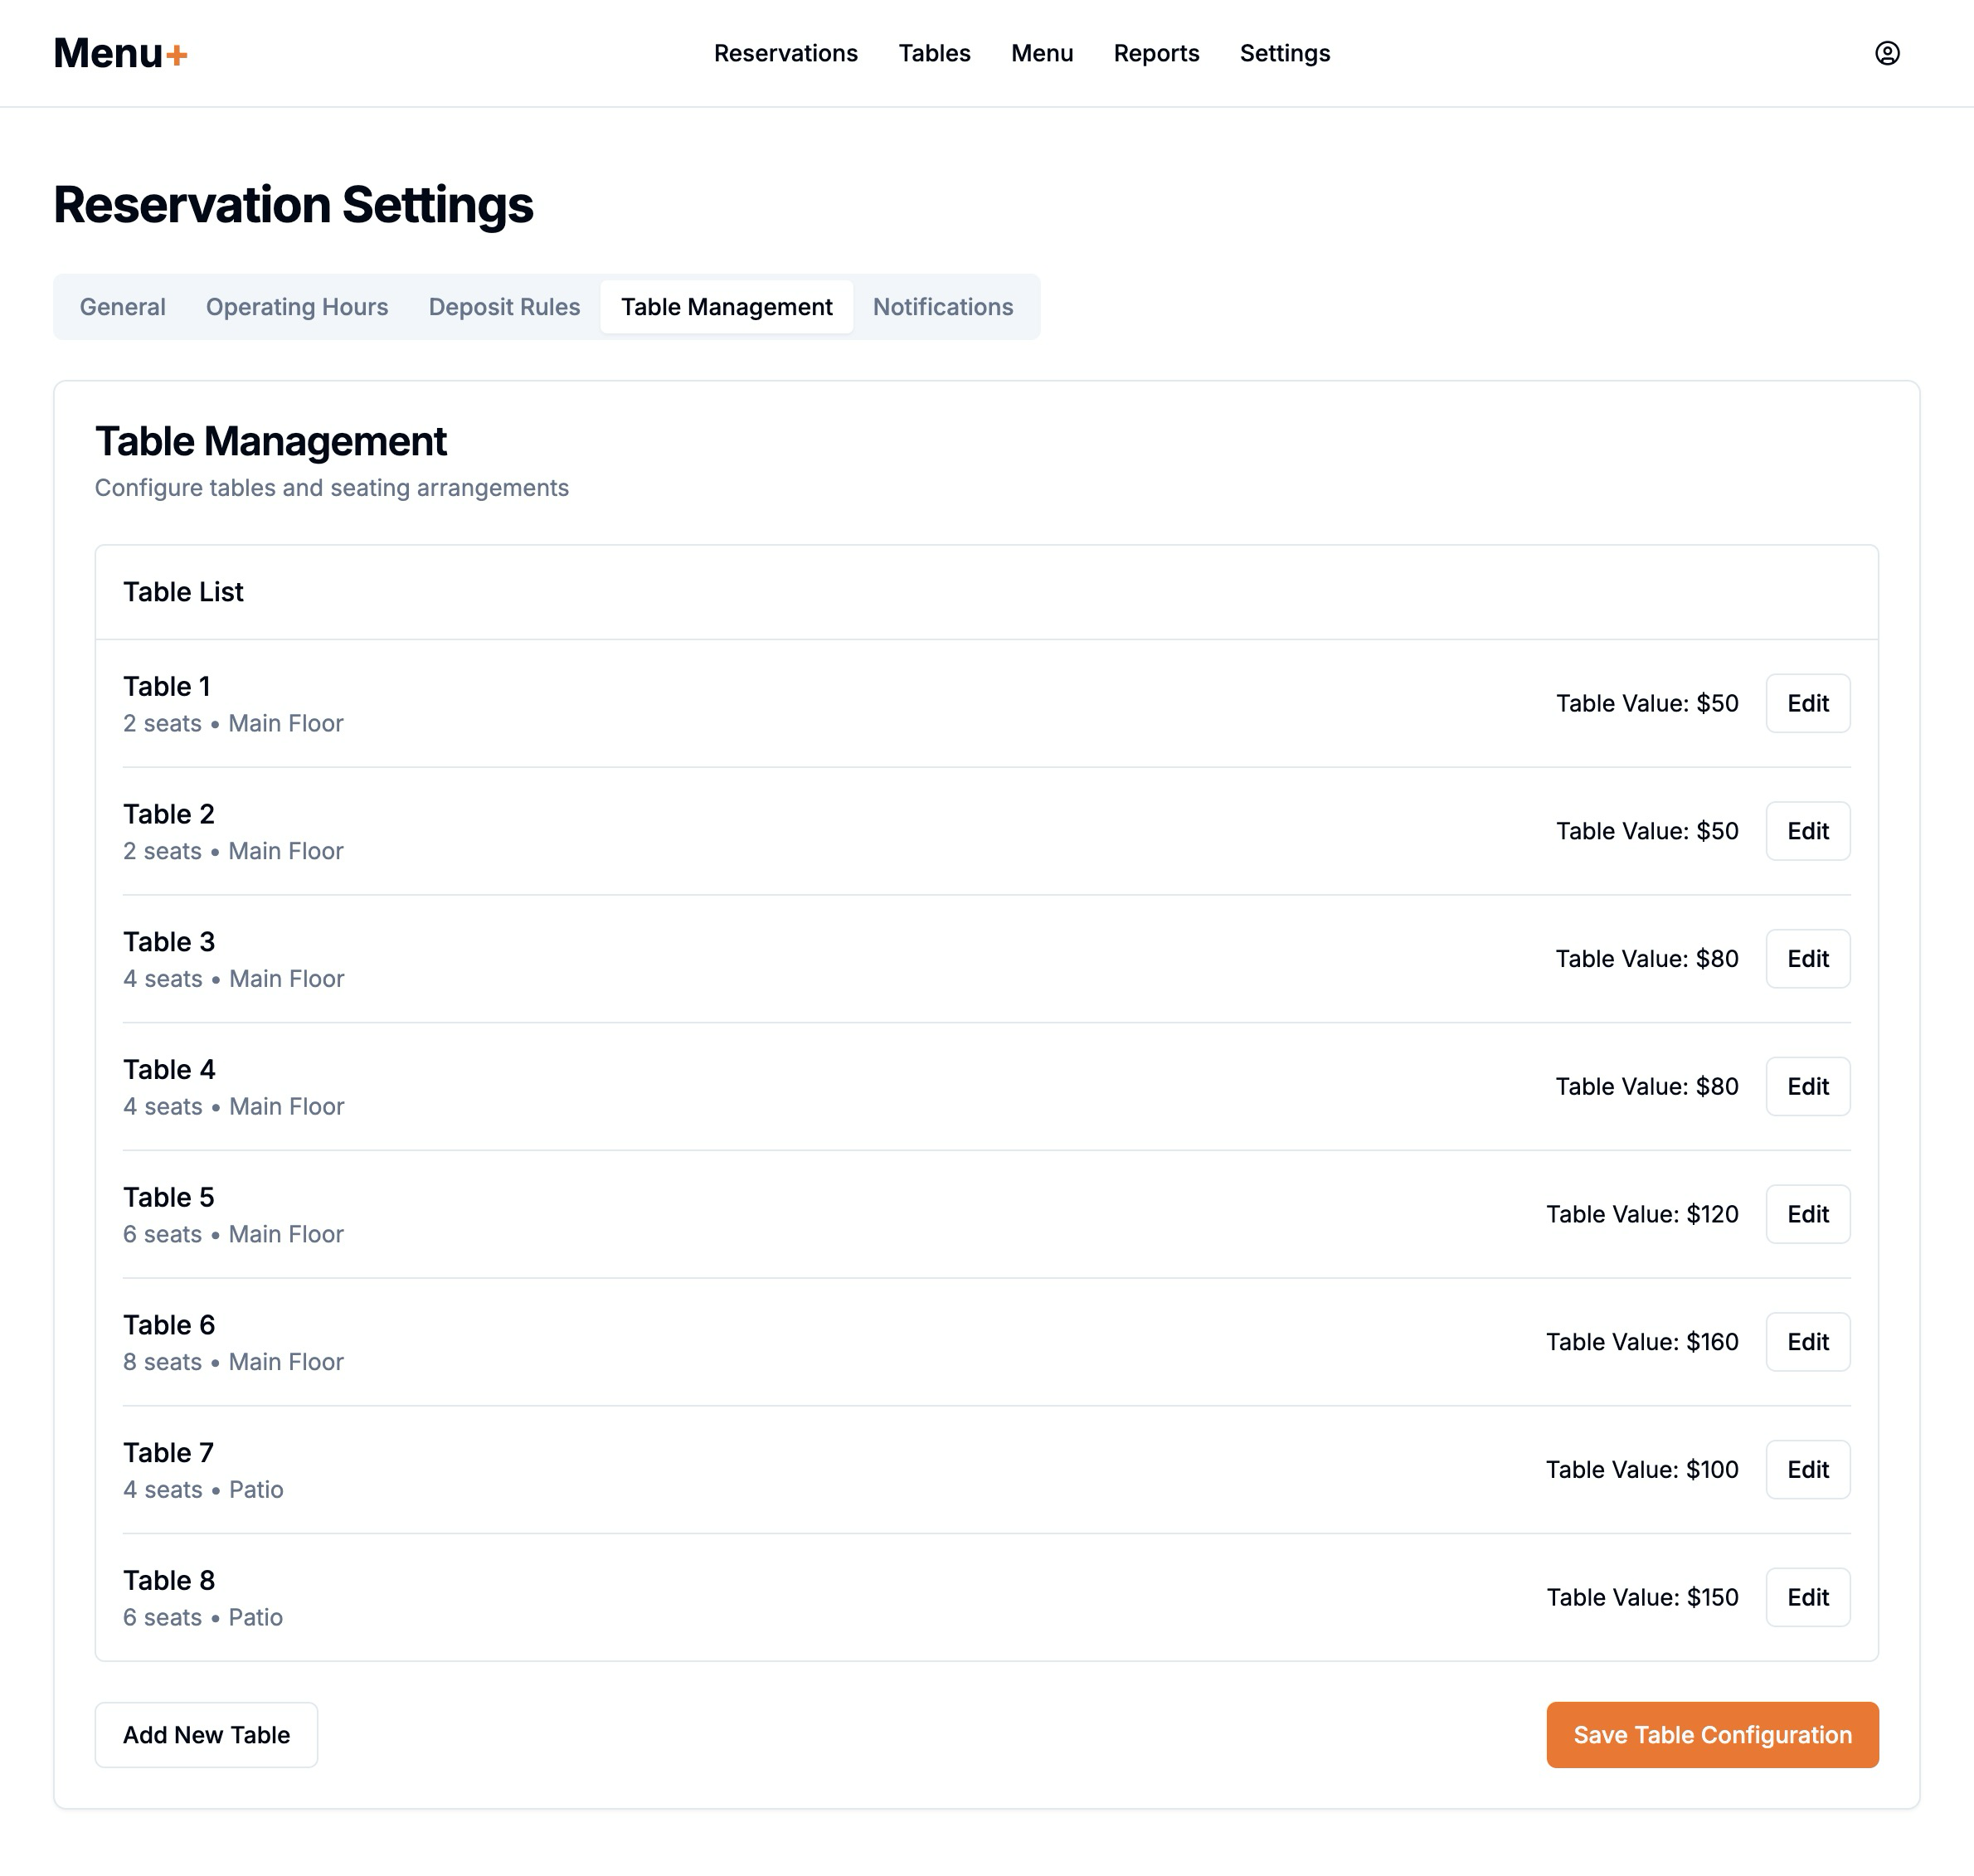 Menu+
Reservations Tables Menu Reports Settings
Reservation Settings
General Operating Hours Deposit Rules Table Management Notifications
Table Management
Configure tables and seating arrangements
Table List
Table 1
2 seats • Main Floor
Table Value: $50 Edit
Table 2
2 seats • Main Floor
Table Value: $50 Edit
Table 3
4 seats • Main Floor
Table Value: $80 Edit
Table 4
4 seats • Main Floor
Table Value: $80 Edit
Table 5
6 seats • Main Floor
Table Value: $120 Edit
Table 6
8 seats • Main Floor
Table Value: $160 Edit
Table 7
4 seats • Patio
Table Value: $100 Edit
Table 8
6 seats • Patio
Table Value: $150 Edit
Add New Table Save Table Configuration